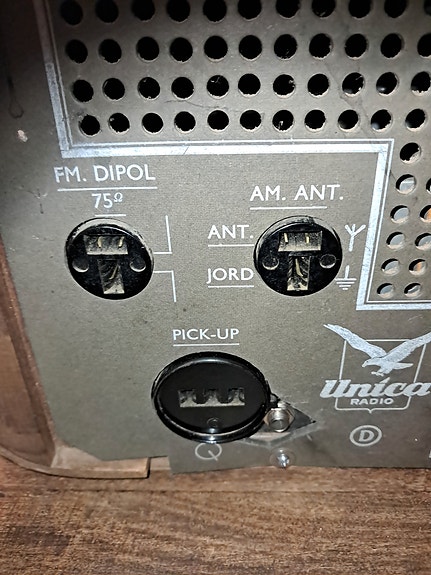 FM. DIPOL
75Ω
AM. ANT.
ANT.
JORD
PICK-UP
Unica
RADIO
D